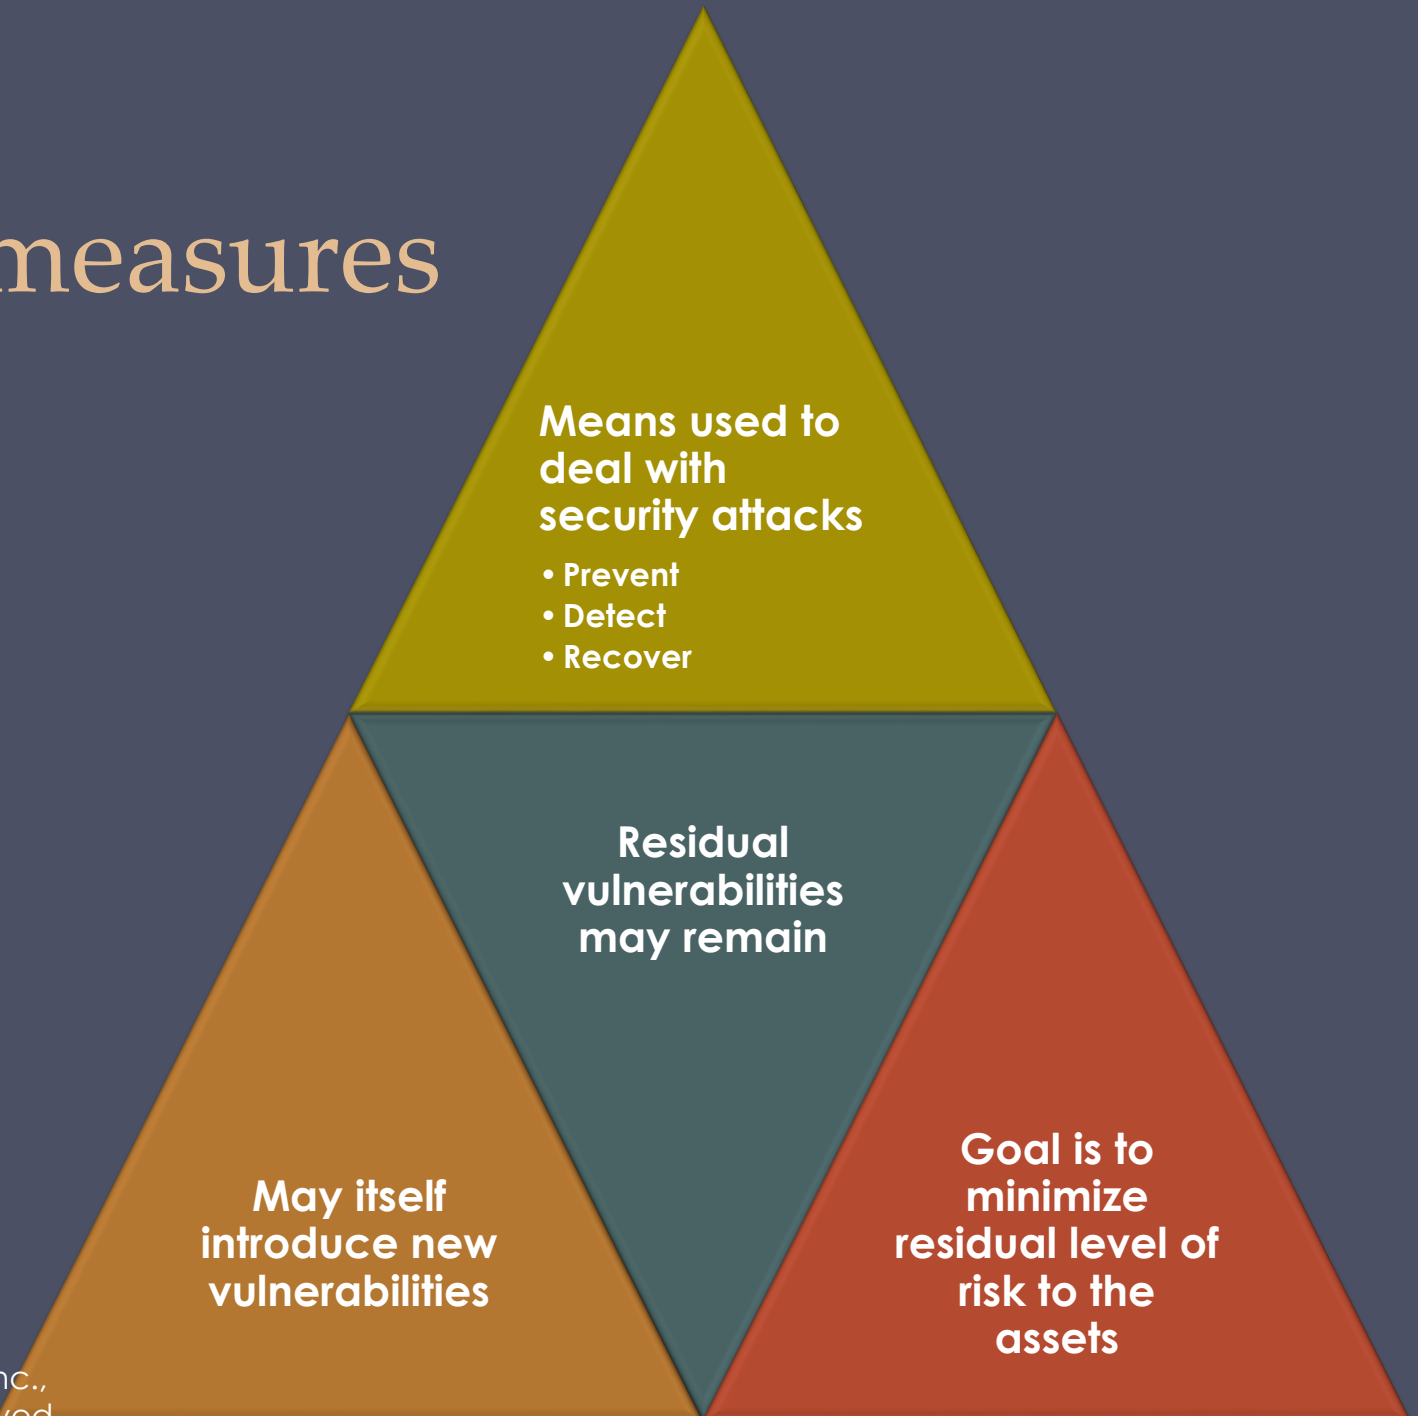 measures
Means used to
deal with
security attacks
• Prevent
• Detect
• Recover
Residual
vulnerabilities
may remain
May itself
introduce new
vulnerabilities
Goal is to
minimize
residual level of
risk to the
assets
nc.,